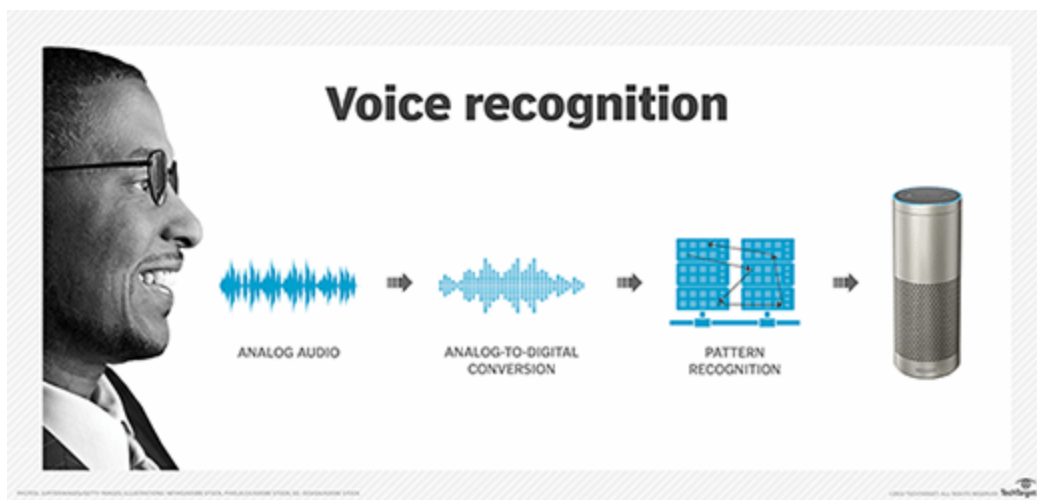 Voice recognition
ANALOG AUDIO
ANALOG-TO-DIGITAL
CONVERSION
PATTERN
RECOGNITION
TechTarget